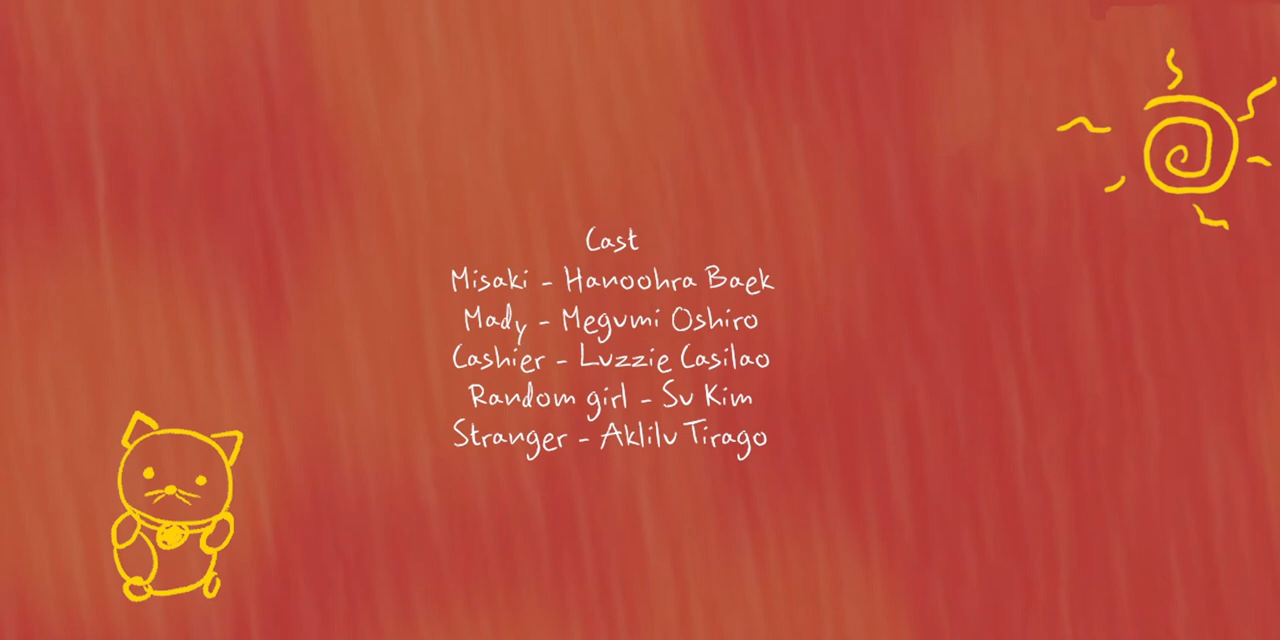 Cast
Misaki - Hanoohra Baek
Mady - Megumi Oshiro
Cashier - Luzzie Casilao
Random girl - Su Kim
Stranger - Aklilu Tirago